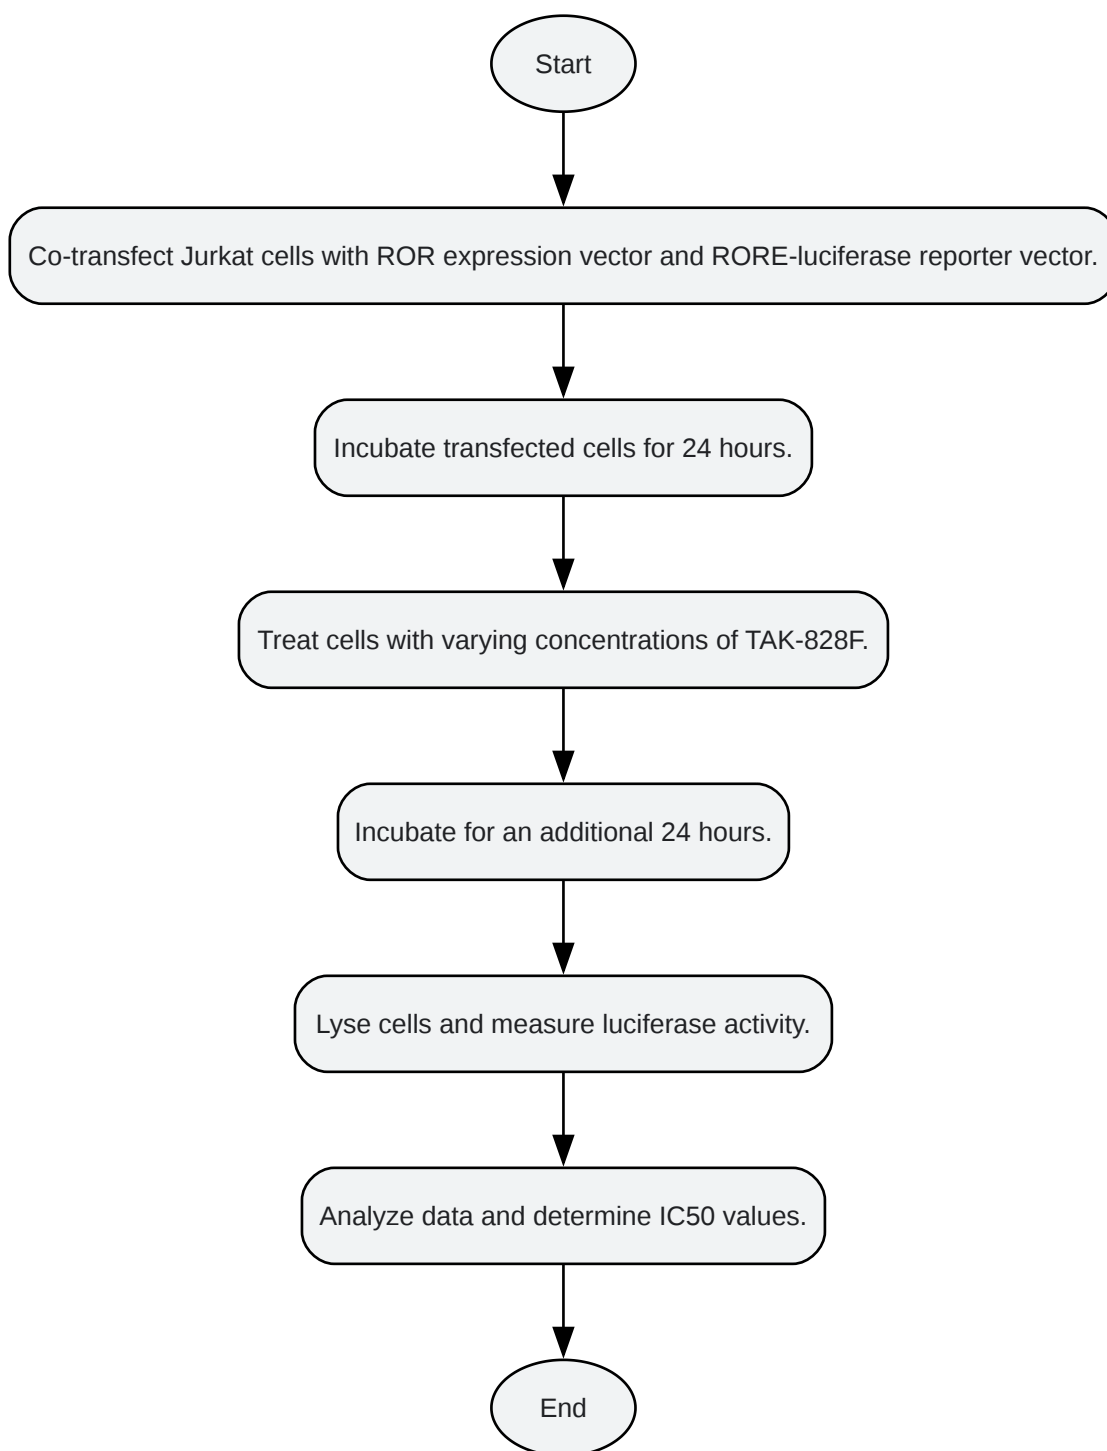 Start
Co-transfect Jurkat cells with ROR expression vector and RORE-luciferase reporter vector.
Incubate transfected cells for 24 hours.
Treat cells with varying concentrations of TAK-828F.
Incubate for an additional 24 hours.
Lyse cells and measure luciferase activity.
Analyze data and determine IC50 values.
End